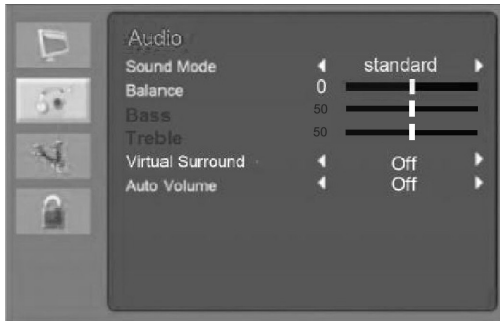 Audio
Sound Mode standard
Balance 0
Bass 50
Treble 50
Virtual Surround Off
Auto Volume Off